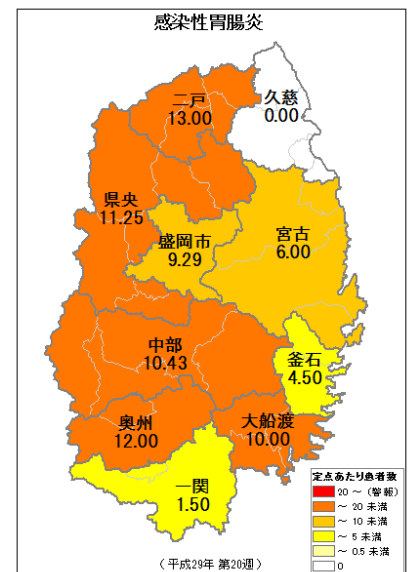 感染性胃腸炎
二戸
13.00
久慈
0.00
県央
11.25
盛岡市
9.29
宮古
6.00
中部
10.43
釜石
4.50
奥州
12.00
大船渡
10.00
一関
1.50
定点あたり患者数
20 ～ (警報)
～ 20 未満
～ 10 未満
～ 5 未満
～ 0.5 未満
0
（平成29年 第20週）